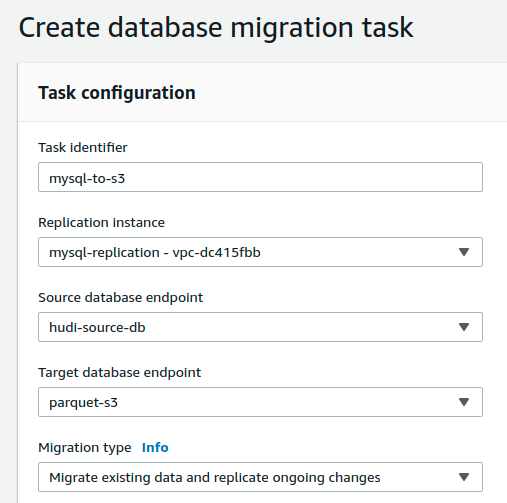 Create database migration task
Task configuration
Task identifier
mysql-to-s3
Replication instance
mysql-replication - vpc-dc415fbb
Source database endpoint
hudi-source-db
Target database endpoint
parquet-s3
Migration type Info
Migrate existing data and replicate ongoing changes